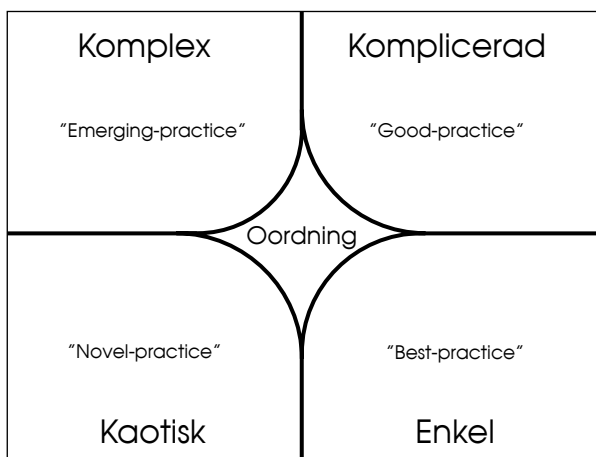 Komplex
Komplicerad
"Emerging-practice"
"Good-practice"
Oordning
"Novel-practice"
"Best-practice"
Kaotisk
Enkel